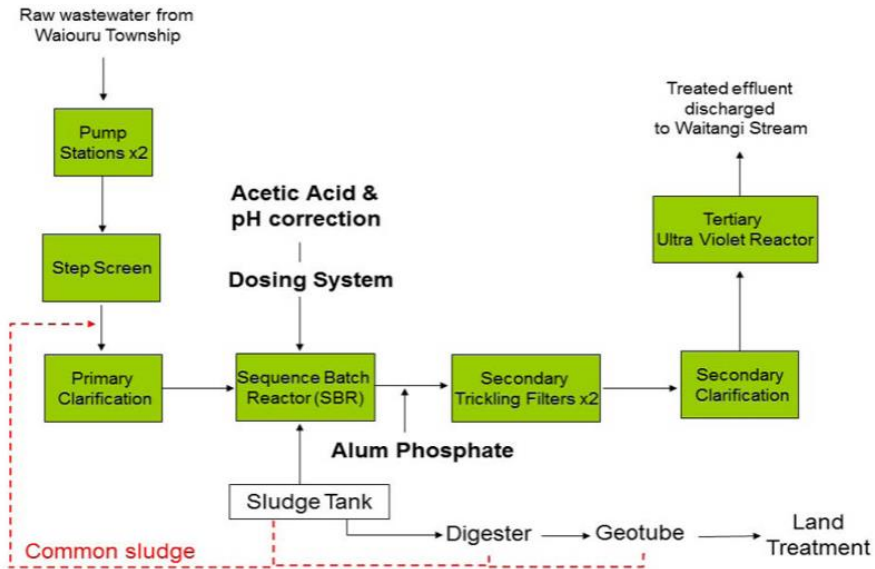 Raw wastewater from
Waiouru Township
Pump
Stations x2
Step Screen
Primary
Clarification
Acetic Acid &
pH correction
Dosing System
Sequence Batch
Reactor (SBR)
Alum Phosphate
Secondary
Trickling Filters x2
Secondary
Clarification
Tertiary
Ultra Violet Reactor
Treated effluent
discharged
to Waitangi Stream
Sludge Tank
Digester
Geotube
Land
Treatment
Common sludge